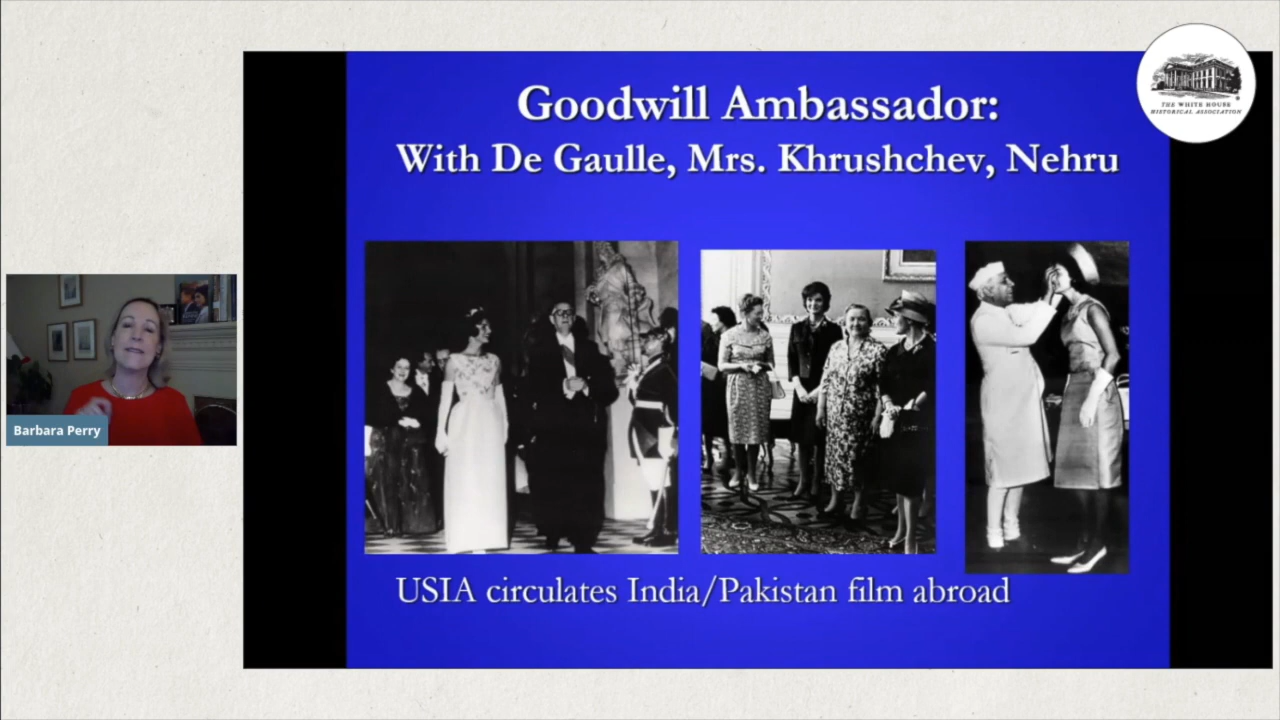 Goodwill Ambassador:
With De Gaulle, Mrs. Khrushchev, Nehru
THE WHITE HOUSE
HISTORICAL ASSOCIATION
Barbara Perry
USIA circulates India/Pakistan film abroad